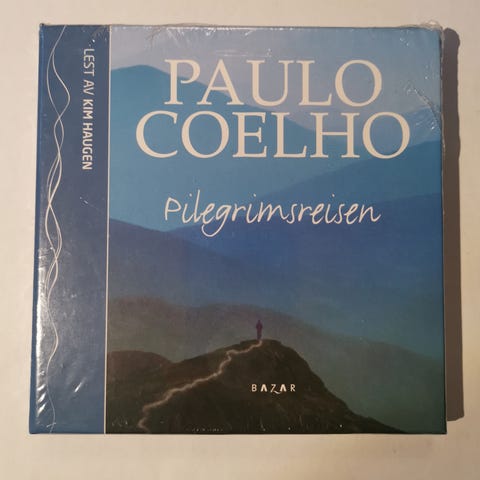 LEST AV KIM HAUGEN
PAULO
COELHO
Pilegrimsreisen
BAZAR